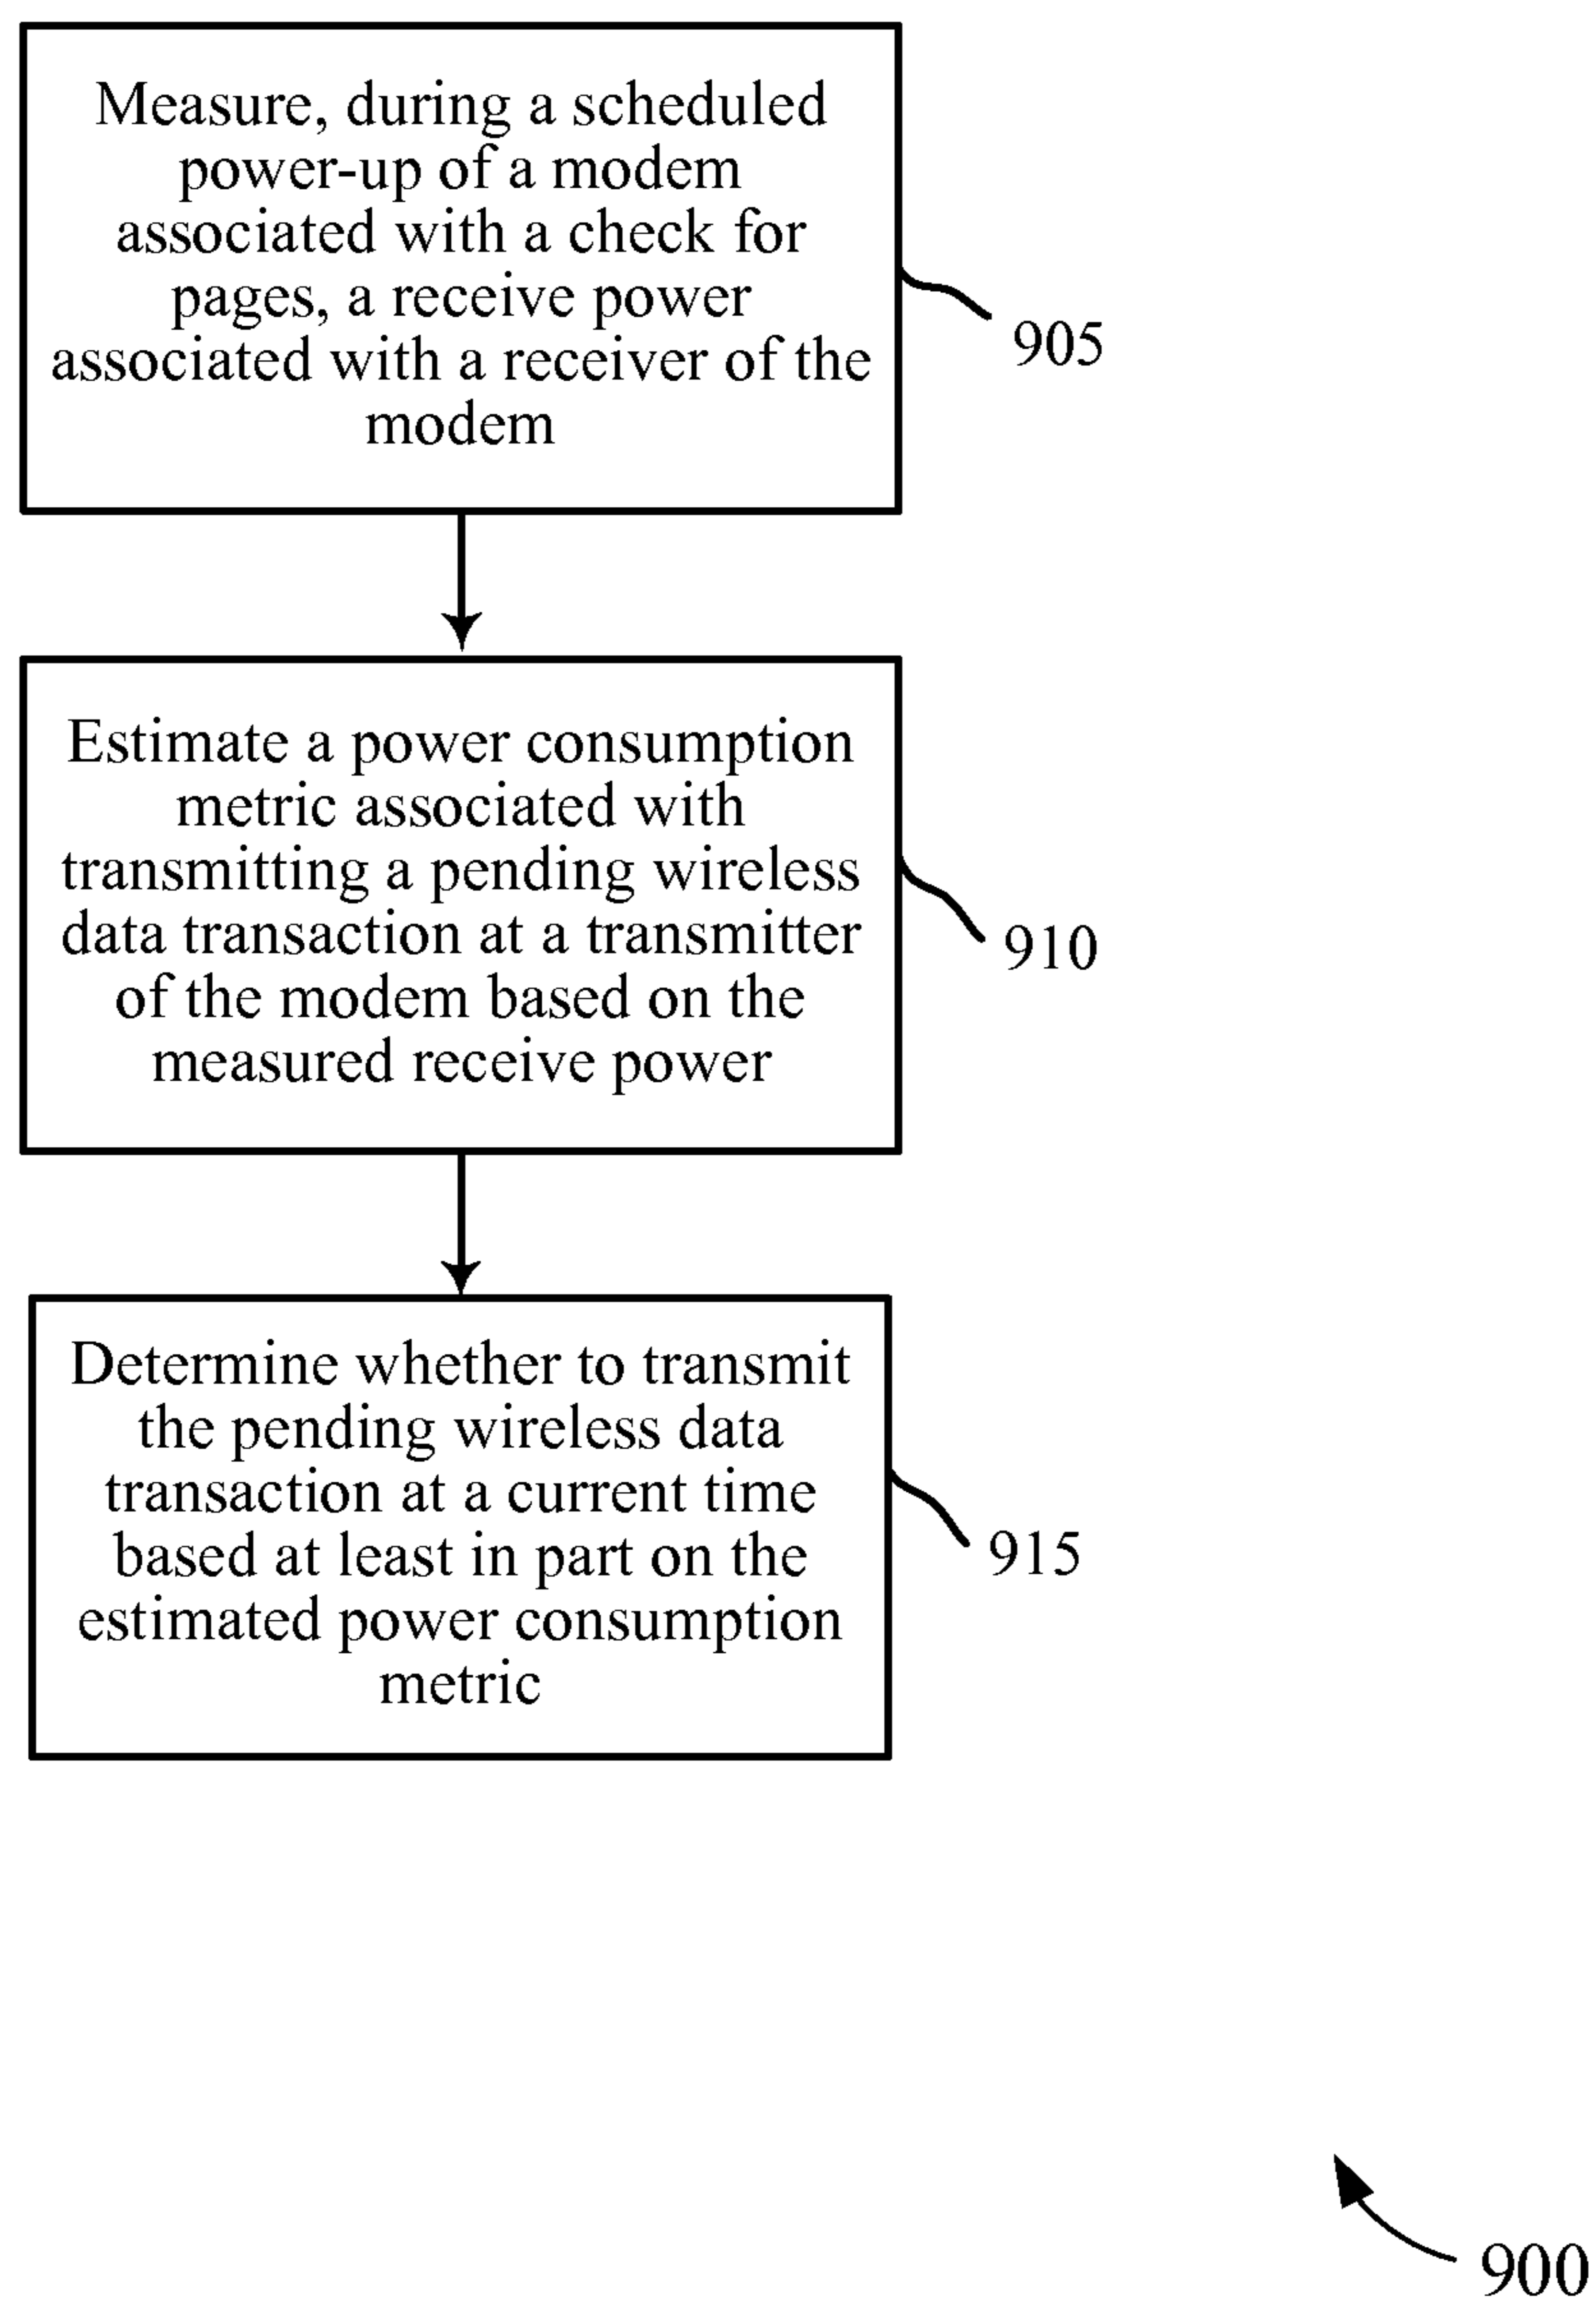 Measure, during a scheduled
power-up of a modem
associated with a check for
pages, a receive power
associated with a receiver of the
modem
905
Estimate a power consumption
metric associated with
transmitting a pending wireless
data transaction at a transmitter
of the modem based on the
measured receive power
910
Determine whether to transmit
the pending wireless data
transaction at a current time
based at least in part on the
estimated power consumption
metric
915
900